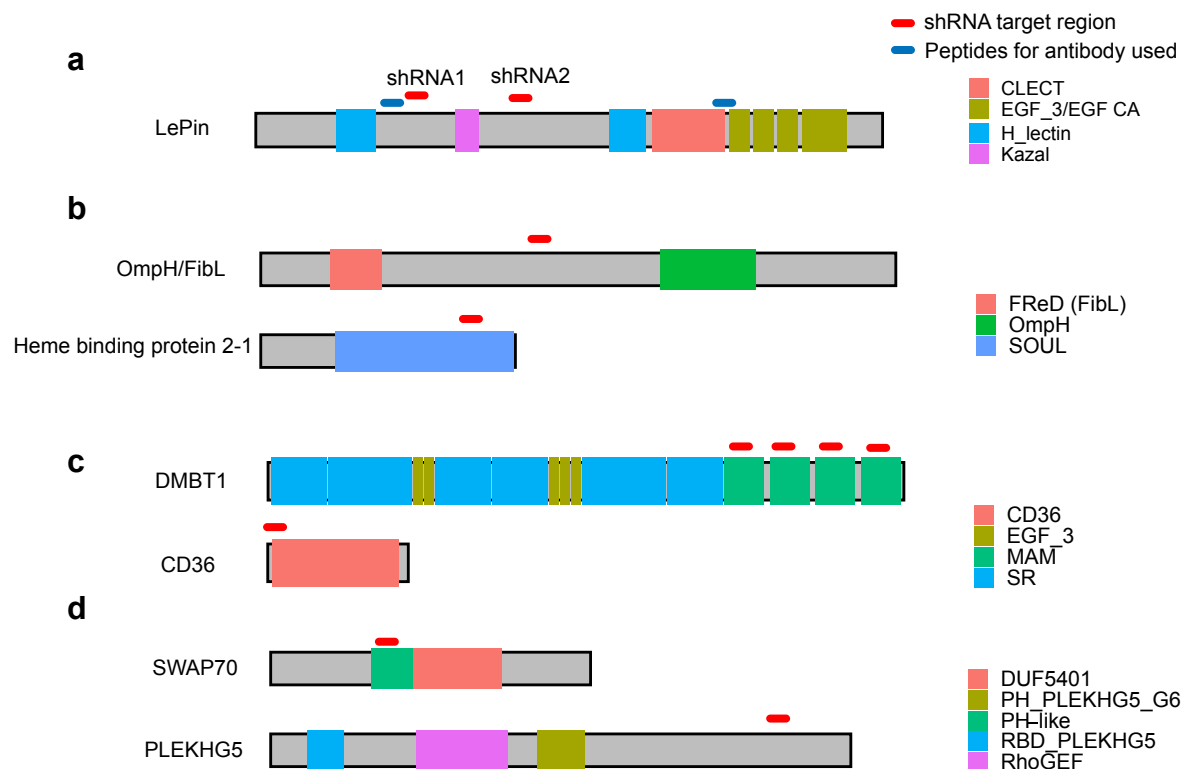 shRNA target region
Peptides for antibody used
a
shRNA1
shRNA2
LePin
CLECT
EGF_3/EGF CA
H_lectin
Kazal
b
OmpH/FibL
Heme binding protein 2-1
FReD (FibL)
OmpH
SOUL
c
DMBT1
CD36
CD36
EGF_3
MAM
SR
d
SWAP70
PLEKHG5
DUF5401
PH_PLEKHG5_G6
PH-like
RBD_PLEKHG5
RhoGEF